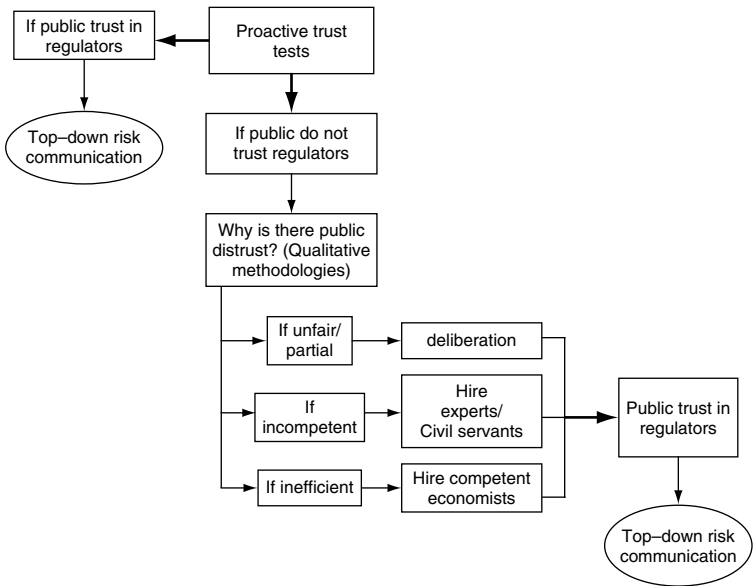 If public trust in
regulators
Proactive trust
tests
Top–down risk
communication
If public do not
trust regulators
Why is there public
distrust? (Qualitative
methodologies)
If unfair/
partial
deliberation
If
incompetent
Hire
experts/
Civil servants
If inefficient
Hire competent
economists
Public trust in
regulators
Top–down risk
communication